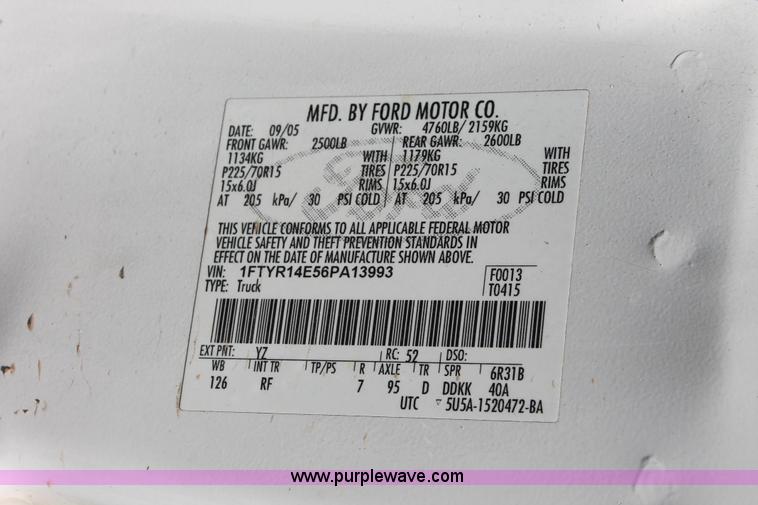 MFD. BY FORD MOTOR CO.
DATE: 09/05 GVWR: 4760LB/ 2159KG
FRONT GAWR: 2500LB REAR GAWR: 2600LB
1134KG WITH 1179KG WITH
P225/70R15 TIRES P225/70R15 TIRES
15x6.0J RIMS 15x6.0J RIMS
AT 205 kPa/ 30 PSI COLD AT 205 kPa/ 30 PSI COLD
Ford
THIS VEHICLE CONFORMS TO ALL APPLICABLE FEDERAL MOTOR
VEHICLE SAFETY AND THEFT PREVENTION STANDARDS IN
EFFECT ON THE DATE OF MANUFACTURE SHOWN ABOVE.
VIN: 1FTYR14E56PA13993 F0013
TYPE: Truck T0415
EXT PNT: YZ RC: 52 DSO:
WB INT TR TP/PS R AXLE TR SPR 6R31B
126 RF 7 95 D DDKK 40A
UTC 5U5A-1520472-BA
www.purplewave.com